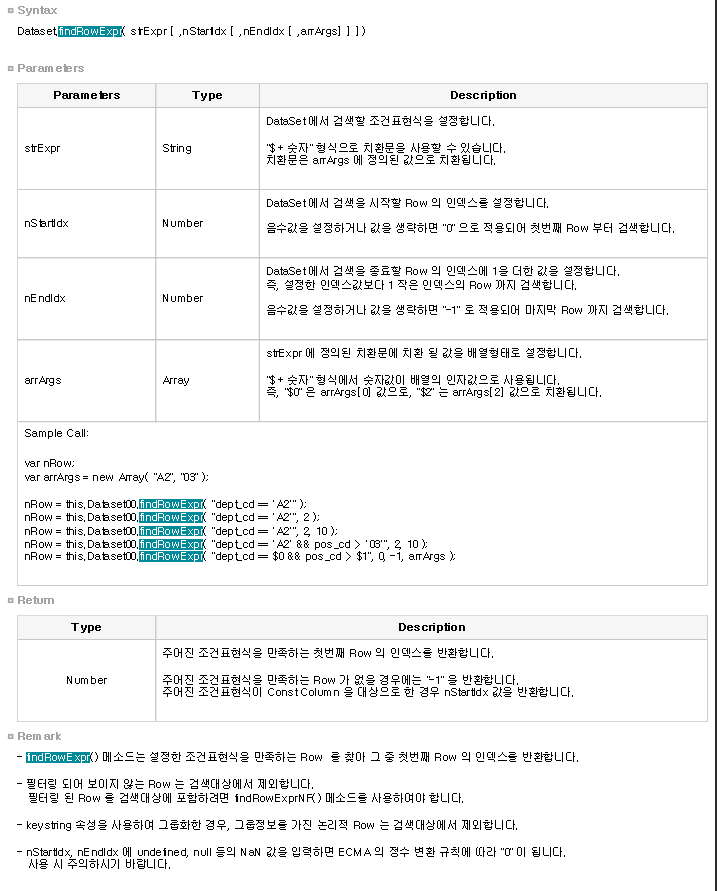 Syntax
Dataset.findRowExpr( strExpr [ ,nStartIdx [ ,nEndIdx [ ,arrArgs] ] ] )
Parameters
Parameters Type Description
strExpr String
DataSet 에서 검색할 조건표현식을 설정합니다.
"$ + 숫자" 형식으로 치환문을 사용할 수 있습니다.
치환문은 arrArgs 에 정의된 값으로 치환됩니다.
nStartIdx Number
DataSet 에서 검색을 시작할 Row 의 인덱스를 설정합니다.
음수값을 설정하거나 값을 생략하면 "0" 으로 적용되어 첫번째 Row 부터 검색합니다.
nEndIdx Number
DataSet 에서 검색을 종료할 Row 의 인덱스에 1을 더한 값을 설정합니다.
즉, 설정한 인덱스값보다 1 작은 인덱스의 Row 까지 검색합니다.
음수값을 설정하거나 값을 생략하면 "-1" 로 적용되어 마지막 Row 까지 검색합니다.
arrArgs Array
strExpr 에 정의된 치환문에 치환 될 값을 배열형태로 설정합니다.
"$ + 숫자" 형식에서 숫자값이 배열의 인자값으로 사용됩니다.
즉, "$0" 은 arrArgs[0] 값으로, "$2" 는 arrArgs[2] 값으로 치환됩니다.
Sample Call:
var nRow;
var arrArgs = new Array( "A2", "03" );
nRow = this.Dataset00.findRowExpr( "dept_cd == 'A2'" );
nRow = this.Dataset00.findRowExpr( "dept_cd == 'A2'", 2 );
nRow = this.Dataset00.findRowExpr( "dept_cd == 'A2'", 2, 10 );
nRow = this.Dataset00.findRowExpr( "dept_cd == 'A2' && pos_cd > '03'", 2, 10 );
nRow = this.Dataset00.findRowExpr( "dept_cd == $0 && pos_cd > $1", 0, -1, arrArgs );
Return
Type Description
Number
주어진 조건표현식을 만족하는 첫번째 Row 의 인덱스를 반환합니다.
주어진 조건표현식을 만족하는 Row 가 없을 경우에는 "-1" 을 반환합니다.
주어진 조건표현식이 Const Column 을 대상으로 한 경우 nStartIdx 값을 반환합니다.
Remark
- findRowExpr() 메소드는 설정한 조건표현식을 만족하는 Row 를 찾아 그 중 첫번째 Row 의 인덱스를 반환합니다.
- 필터링 되어 보이지 않는 Row 는 검색대상에서 제외합니다.
필터링 된 Row 를 검색대상에 포함하려면 findRowExprNF() 메소드를 사용하여야 합니다.
- keystring 속성을 사용하여 그룹화한 경우, 그룹정보를 가진 논리적 Row 는 검색대상에서 제외합니다.
- nStartIdx, nEndIdx 에 undefined, null 등의 NaN 값을 입력하면 ECMA 의 정수 변환 규칙에 따라 "0" 이 됩니다.
사용 시 주의하시기 바랍니다.